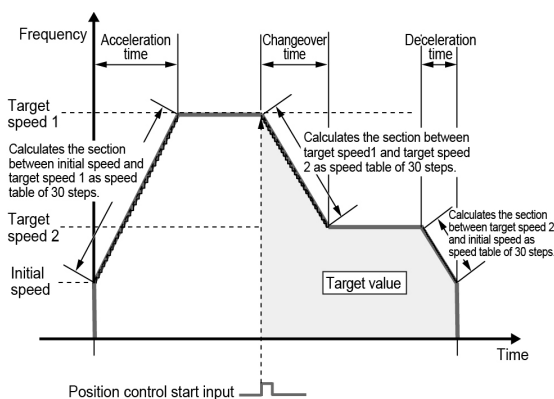 Frequency
Acceleration
time
Changeover
time
Deceleration
time
Target
speed 1
Calculates the section
between initial speed and
target speed 1 as speed
table of 30 steps.
Calculates the section between
target speed1 and target speed
2 as speed table of 30 steps.
Target
speed 2
Calculates the section
between target speed 2
and initial speed as
speed table of 30 steps.
Initial
speed
Target value
Time
Position control start input